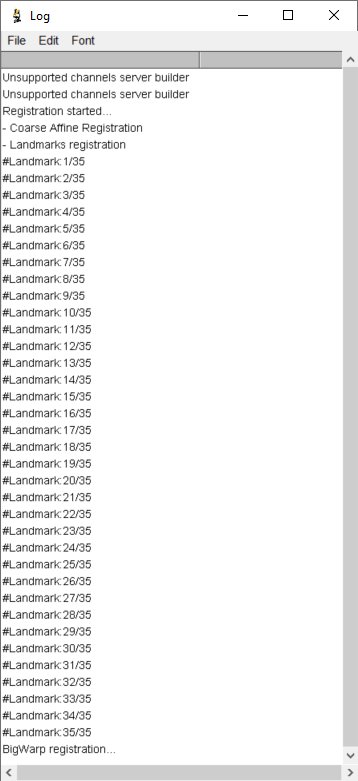 Log
File Edit Font
Unsupported channels server builder
Unsupported channels server builder
Registration started...
- Coarse Affine Registration
- Landmarks registration
#Landmark:1/35
#Landmark:2/35
#Landmark:3/35
#Landmark:4/35
#Landmark:5/35
#Landmark:6/35
#Landmark:7/35
#Landmark:8/35
#Landmark:9/35
#Landmark:10/35
#Landmark:11/35
#Landmark:12/35
#Landmark:13/35
#Landmark:14/35
#Landmark:15/35
#Landmark:16/35
#Landmark:17/35
#Landmark:18/35
#Landmark:19/35
#Landmark:20/35
#Landmark:21/35
#Landmark:22/35
#Landmark:23/35
#Landmark:24/35
#Landmark:25/35
#Landmark:26/35
#Landmark:27/35
#Landmark:28/35
#Landmark:29/35
#Landmark:30/35
#Landmark:31/35
#Landmark:32/35
#Landmark:33/35
#Landmark:34/35
#Landmark:35/35
BigWarp registration...